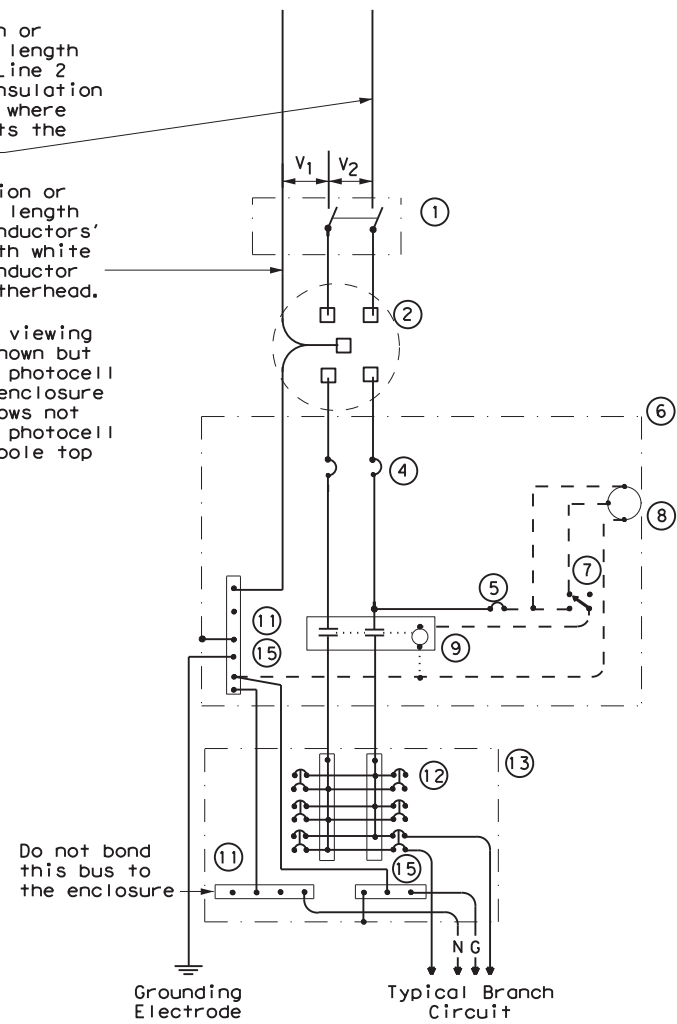 n or
length
Line 2
nsulation
where
ts the
ion or
length
nductors'
th white
nductor
therhead.
viewing
nown but
photocell
enclosure
ows not
photocell
pole top
V1
V2
1
2
6
4
8
5
7
11
9
15
13
12
11
15
Do not bond
this bus to
the enclosure
N G
Grounding
Electrode
Typical Branch
Circuit